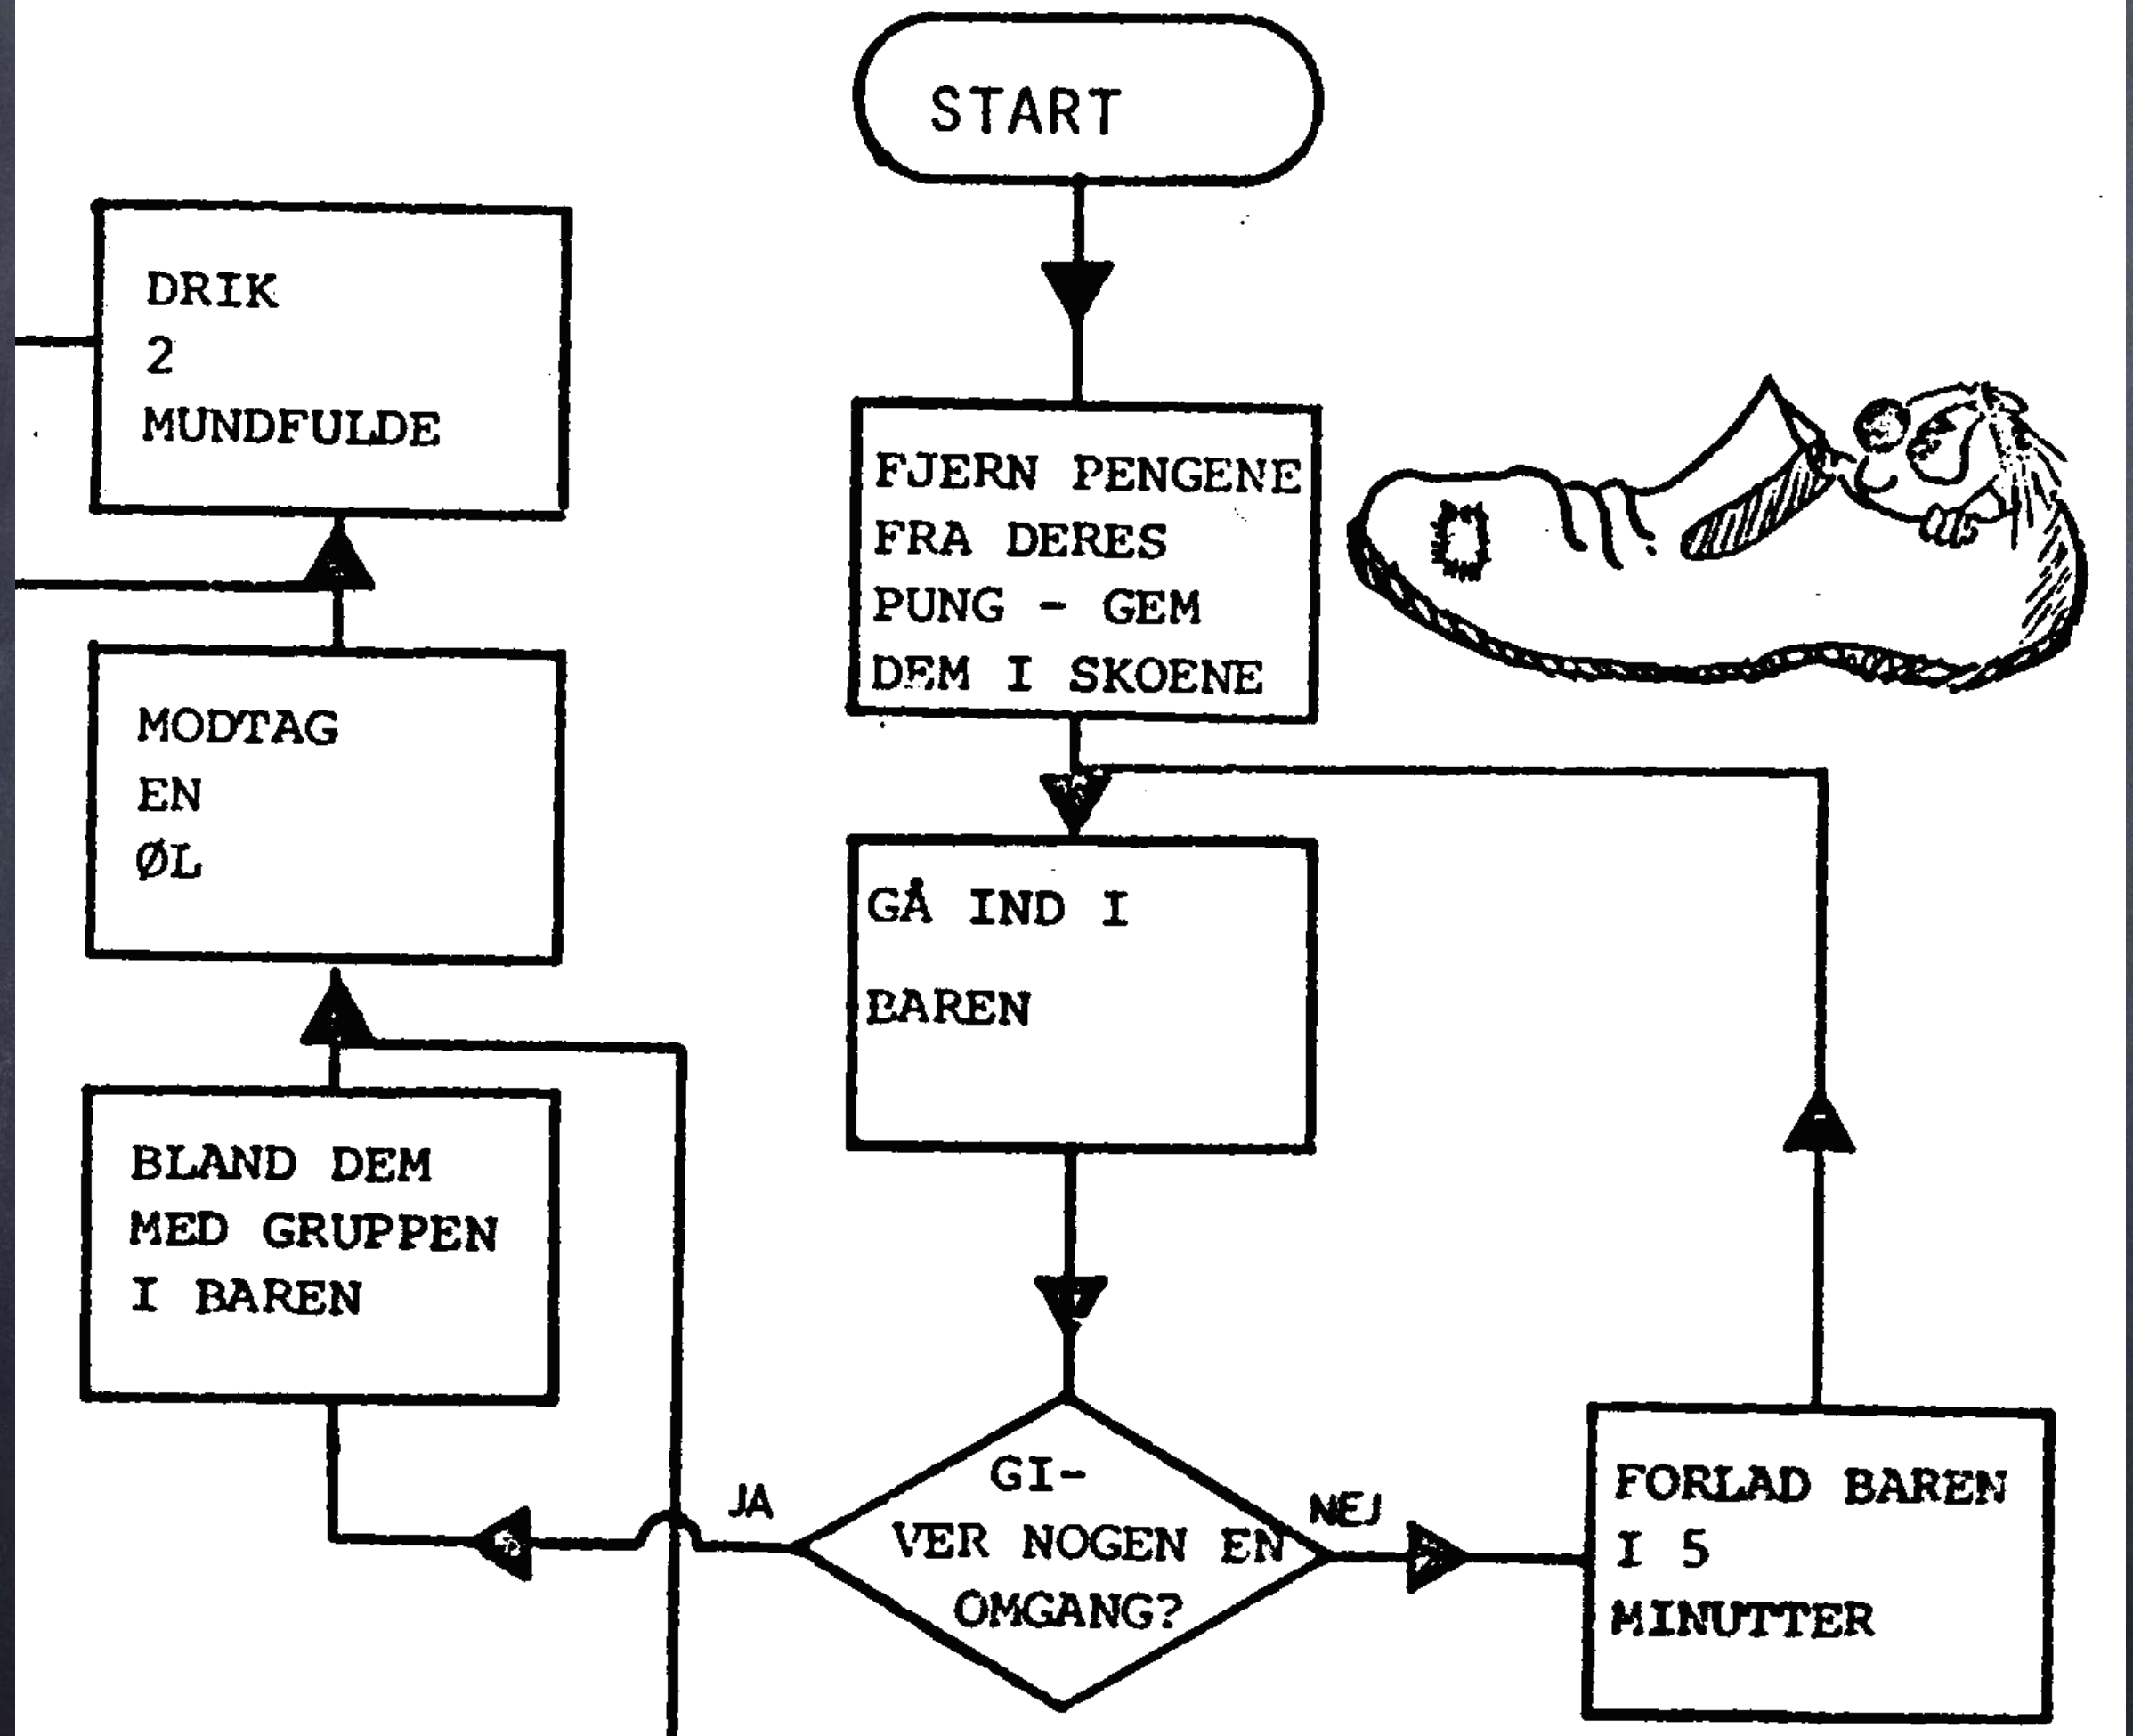 START
FJERN PENGENE
FRA DERES
PUNG - GEM
DEM I SKOENE
GÅ IND I
BAREN
GI-
VER NOGEN EN
OMGANG?
NEJ
FORLAD BAREN
I 5
MINUTTER
JA
BLAND DEM
MED GRUPPEN
I BAREN
MODTAG
EN
ØL
DRIK
2
MUNDFULDE